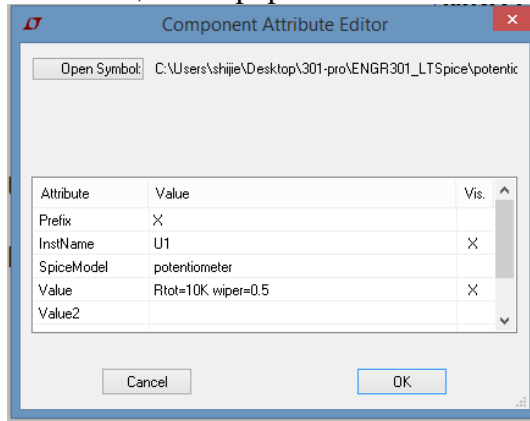 Component Attribute Editor
Open Symbol: C:\Users\shijie\Desktop\301-pro\ENGR301_LTSpice\potentic
Attribute Value Vis.
Prefix X
InstName U1 X
SpiceModel potentiometer
Value Rtot=10K wiper=0.5 X
Value2
Cancel OK